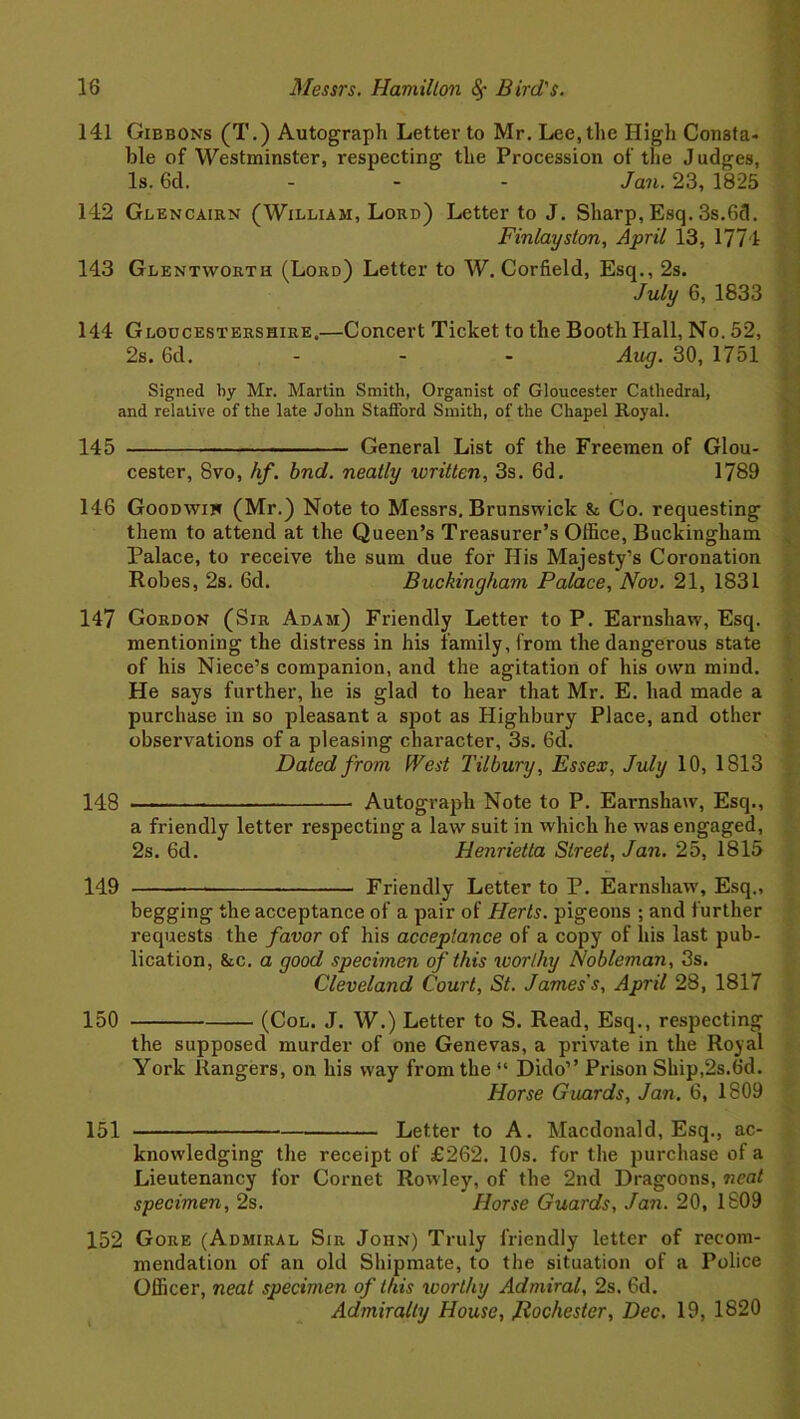 16 Messrs. Hamilton & Bird's.
141 Gibbons (T.) Autograph Letter to Mr. Lee, the High Consta-
ble of Westminster, respecting the Procession of the Judges,
1s. 6d. - - - Jan. 23, 1825
142 Glencairn (William, Lord) Letter to J. Sharp, Esq. 3s.6d.
Finlayston, April 13, 1774
143 Glentworth (Lord) Letter to W. Corfield, Esq., 2s.
July 6, 1833
144 Gloucestershire.—Concert Ticket to the Booth Hall, No. 52,
2s. 6d. - - - Aug. 30, 1751
Signed by Mr. Martin Smith, Organist of Gloucester Cathedral,
and relative of the late John Stafford Smith, of the Chapel Royal.
145 ——— General List of the Freemen of Glou-
cester, 8vo, hf. bnd. neatly written, 3s. 6d. 1789
146 Goodwin (Mr.) Note to Messrs. Brunswick & Co. requesting
them to attend at the Queen's Treasurer's Office, Buckingham
Palace, to receive the sum due for His Majesty's Coronation
Robes, 2s. 6d. Buckingham Palace, Nov. 21, 1831
147 Gordon (Sir Adam) Friendly Letter to P. Earnshaw, Esq.
mentioning the distress in his family, from the dangerous state
of his Niece's companion, and the agitation of his own mind.
He says further, he is glad to hear that Mr. E. had made a
purchase in so pleasant a spot as Highbury Place, and other
observations of a pleasing character, 3s. 6d.
Dated from West Tilbury, Essex, July 10, 1813
148 ——— Autograph Note to P. Earnshaw, Esq.,
a friendly letter respecting a law suit in which he was engaged,
2s. 6d. Henrietta Street, Jan. 25, 1815
149 ——— Friendly Letter to P. Earnshaw, Esq.,
begging the acceptance of a pair of Herts. pigeons ; and further
requests the favor of his acceptance of a copy of his last pub-
lication, &c. a good specimen of this worthy Nobleman, 3s.
Cleveland Court, St. James's, April 28, 1817
150 ——— (Col. J. W.) Letter to S. Read, Esq., respecting
the supposed murder of one Genevas, a private in the Royal
York Rangers, on his way from the “ Dido” Prison Ship,2s.6d.
Horse Guards, Jan. 6, 1809
151 ——— Letter to A. Macdonald, Esq., ac-
knowledging the receipt of £262. 10s. for the purchase of a
Lieutenancy for Cornet Rowley, of the 2nd Dragoons, neat
specimen, 2s. Horse Guards, Jan. 20, 1809
152 Gore (Admiral Sir John) Truly friendly letter of recom-
mendation of an old Shipmate, to the situation of a Police
Officer, neat specimen of this worthy Admiral, 2s. 6d.
Admiralty House, Rochester, Dec. 19, 1820